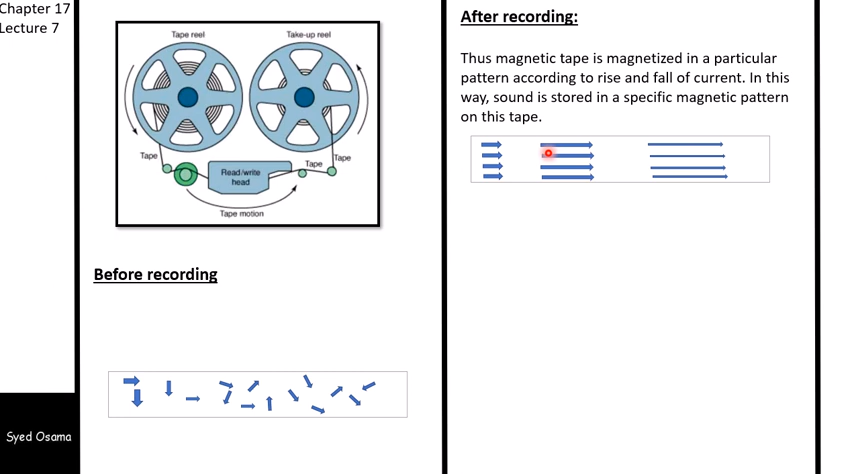 Chapter 17
Lecture 7
Syed Osama
Tape reel
Take-up reel
Tape
Read/write
head
Tape
Tape
Tape motion
Before recording
After recording:
Thus magnetic tape is magnetized in a particular
pattern according to rise and fall of current. In this
way, sound is stored in a specific magnetic pattern
on this tape.